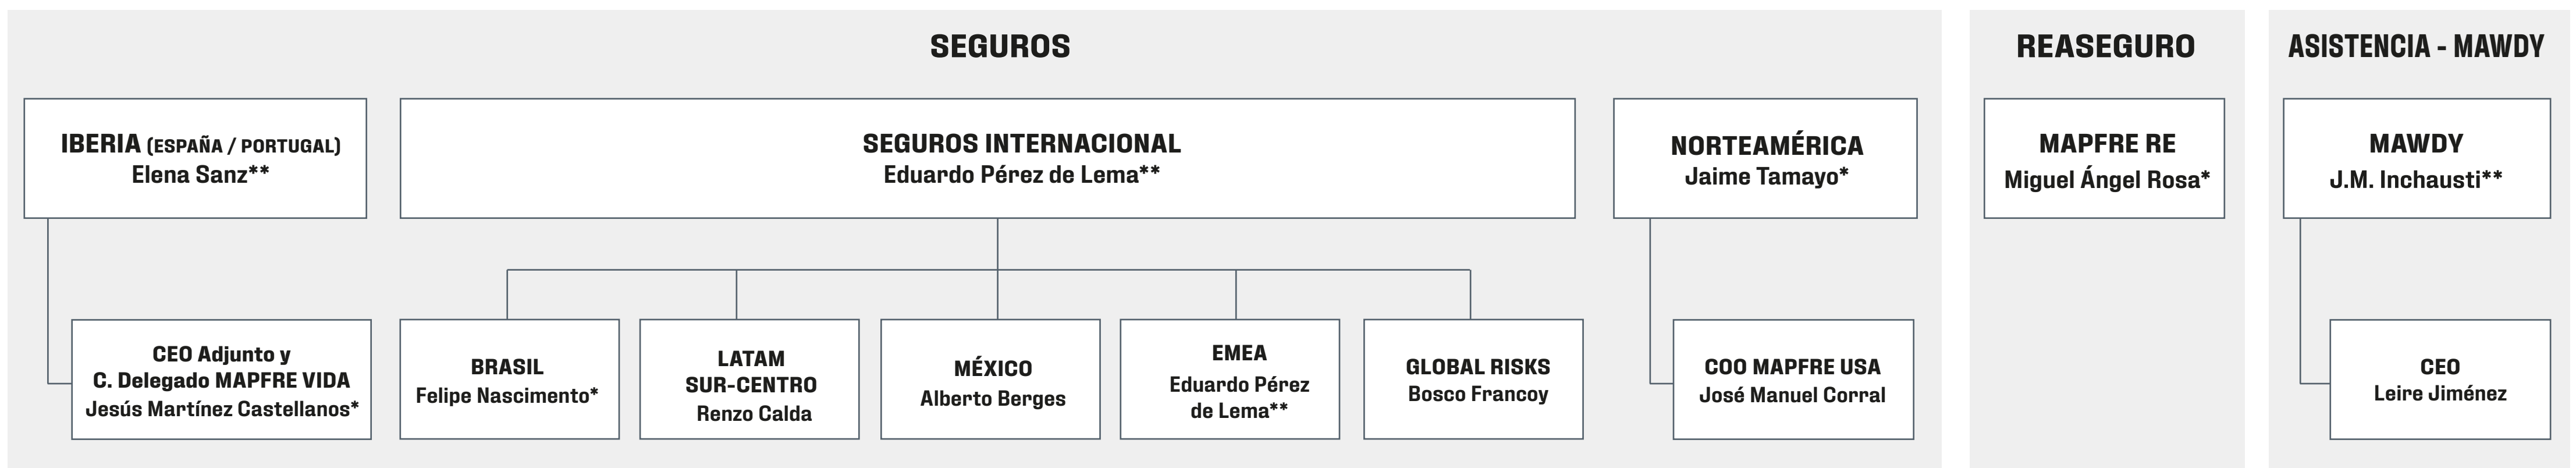 SEGUROS
IBERIA (ESPAÑA / PORTUGAL)
Elena Sanz**
SEGUROS INTERNACIONAL
Eduardo Pérez de Lema**
NORTEAMÉRICA
Jaime Tamayo*
CEO Adjunto y
C. Delegado MAPFRE VIDA
Jesús Martínez Castellanos*
BRASIL
Felipe Nascimento*
LATAM
SUR-CENTRO
Renzo Calda
MÉXICO
Alberto Berges
EMEA
Eduardo Pérez
de Lema**
GLOBAL RISKS
Bosco Francoy
COO MAPFRE USA
José Manuel Corral
REASEGURO
MAPFRE RE
Miguel Ángel Rosa*
ASISTENCIA - MAWDY
MAWDY
J.M. Inchausti**
CEO
Leire Jiménez